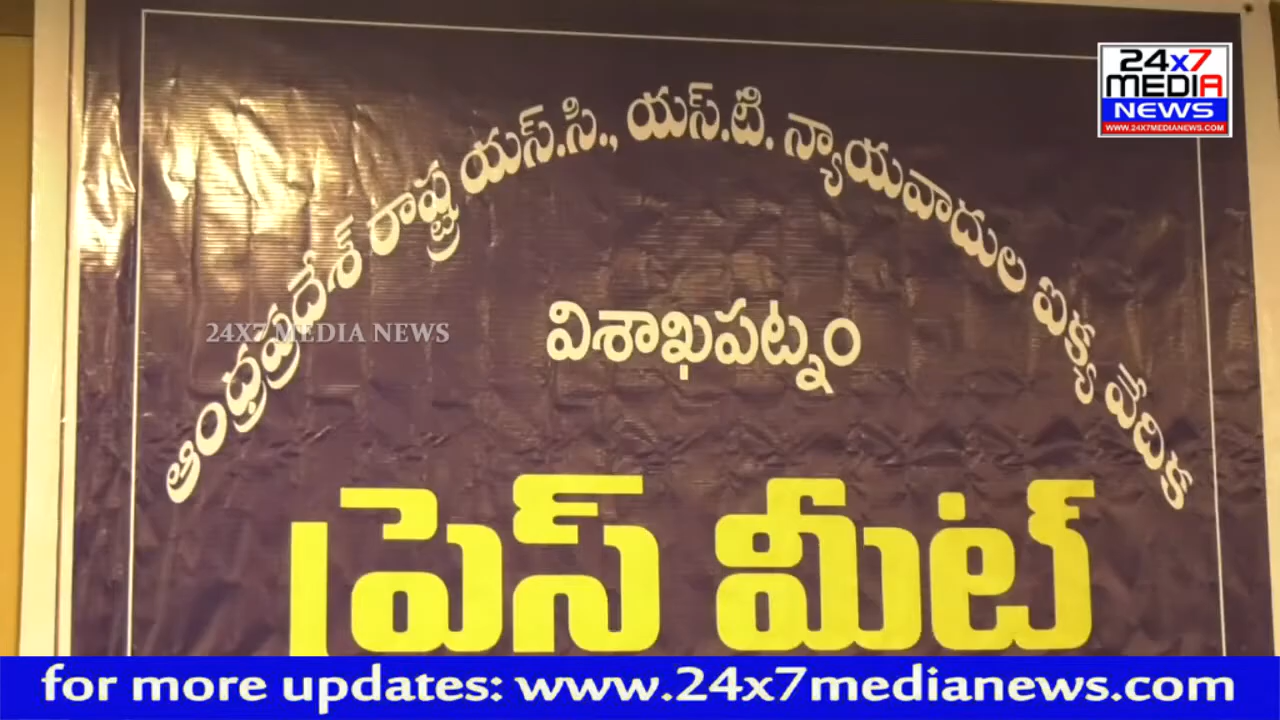 24x7
MEDIA
NEWS
WWW.24X7MEDIANEWS.COM
ఆంధ్రప్రదేశ్ రాష్ట్ర యస్.సి., యస్.టి. న్యాయవాదుల ఐక్య వేదిక
విశాఖపట్నం
24X7 MEDIA NEWS
ప్రెస్ మీట్
for more updates: www.24x7medianews.com